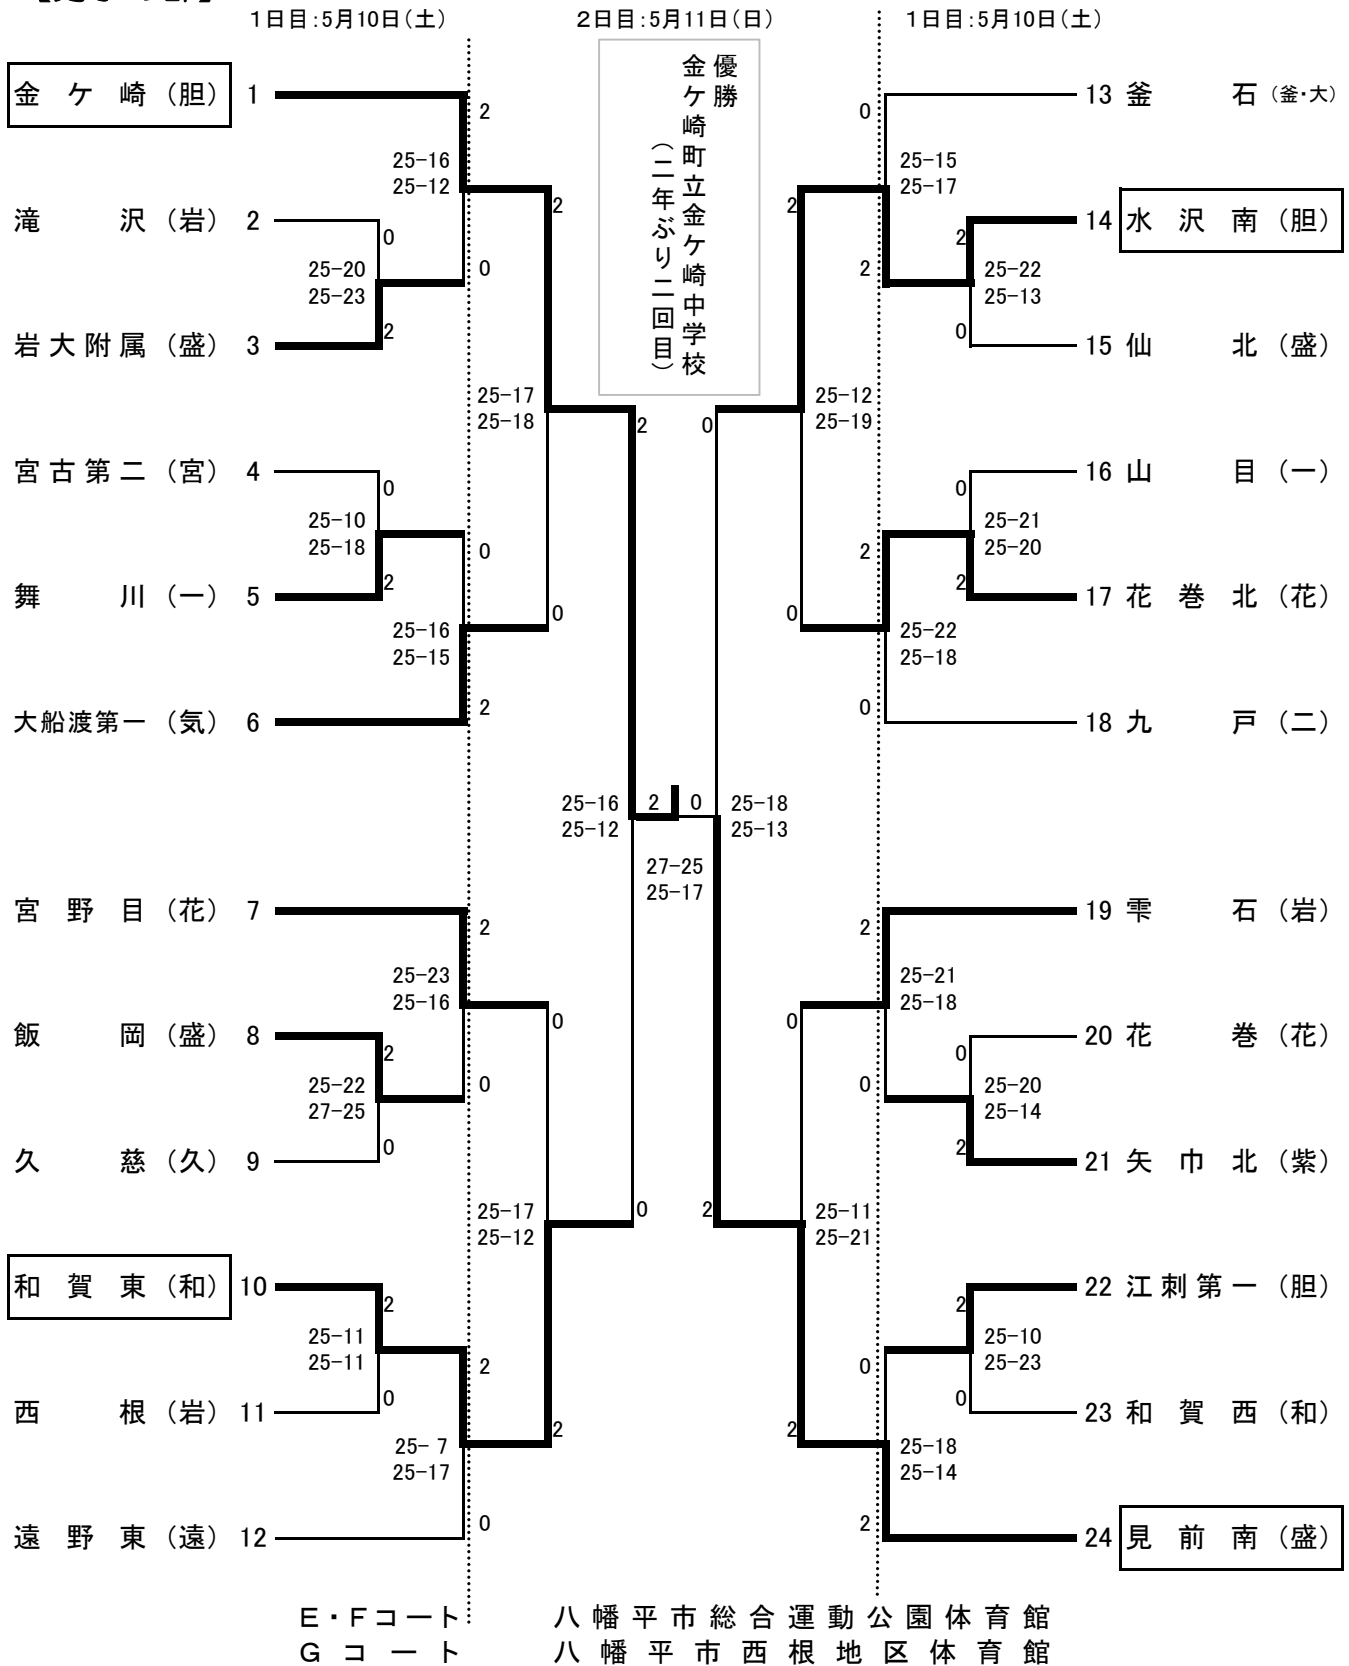 1日目:5月10日(土)
2日目:5月11日(日)
1日目:5月10日(土)
優勝
金ケ崎町立金ケ崎中学校
(二年ぶり二回目)
金ケ崎(胆) 1
滝沢(岩) 2
岩大附属(盛) 3
宮古第二(宮) 4
舞川(一) 5
大船渡第一(気) 6
宮野目(花) 7
飯岡(盛) 8
久慈(久) 9
和賀東(和) 10
西根(岩) 11
遠野東(遠) 12
2
25-16
25-12
0
0
25-20
25-23
2
2
25-17
25-18
0
0
25-10
25-18
2
0
25-16
25-15
2
2
25-16
25-12
0
2
25-23
25-16
0
2
25-22
27-25
0
0
25-17
25-12
2
2
25-11
25-11
0
2
25- 7
25-17
0
2 0
27-25
25-17
0
25-18
25-13
2
2
25-12
25-19
0
0
25-15
25-17
2
2
25-22
25-13
0
0
25-21
25-20
2
2
25-22
25-18
0
2
25-21
25-18
0
0
25-20
25-14
2
0
25-11
25-21
2
2
25-10
25-23
0
0
25-18
25-14
2
13 釜石(釜・大)
14 水沢南(胆)
15 仙北(盛)
16 山目(一)
17 花巻北(花)
18 九戸(二)
19 雫石(岩)
20 花巻(花)
21 矢巾北(紫)
22 江刺第一(胆)
23 和賀西(和)
24 見前南(盛)
E・Fコート 八幡平市総合運動公園体育館
Gコート 八幡平市西根地区体育館